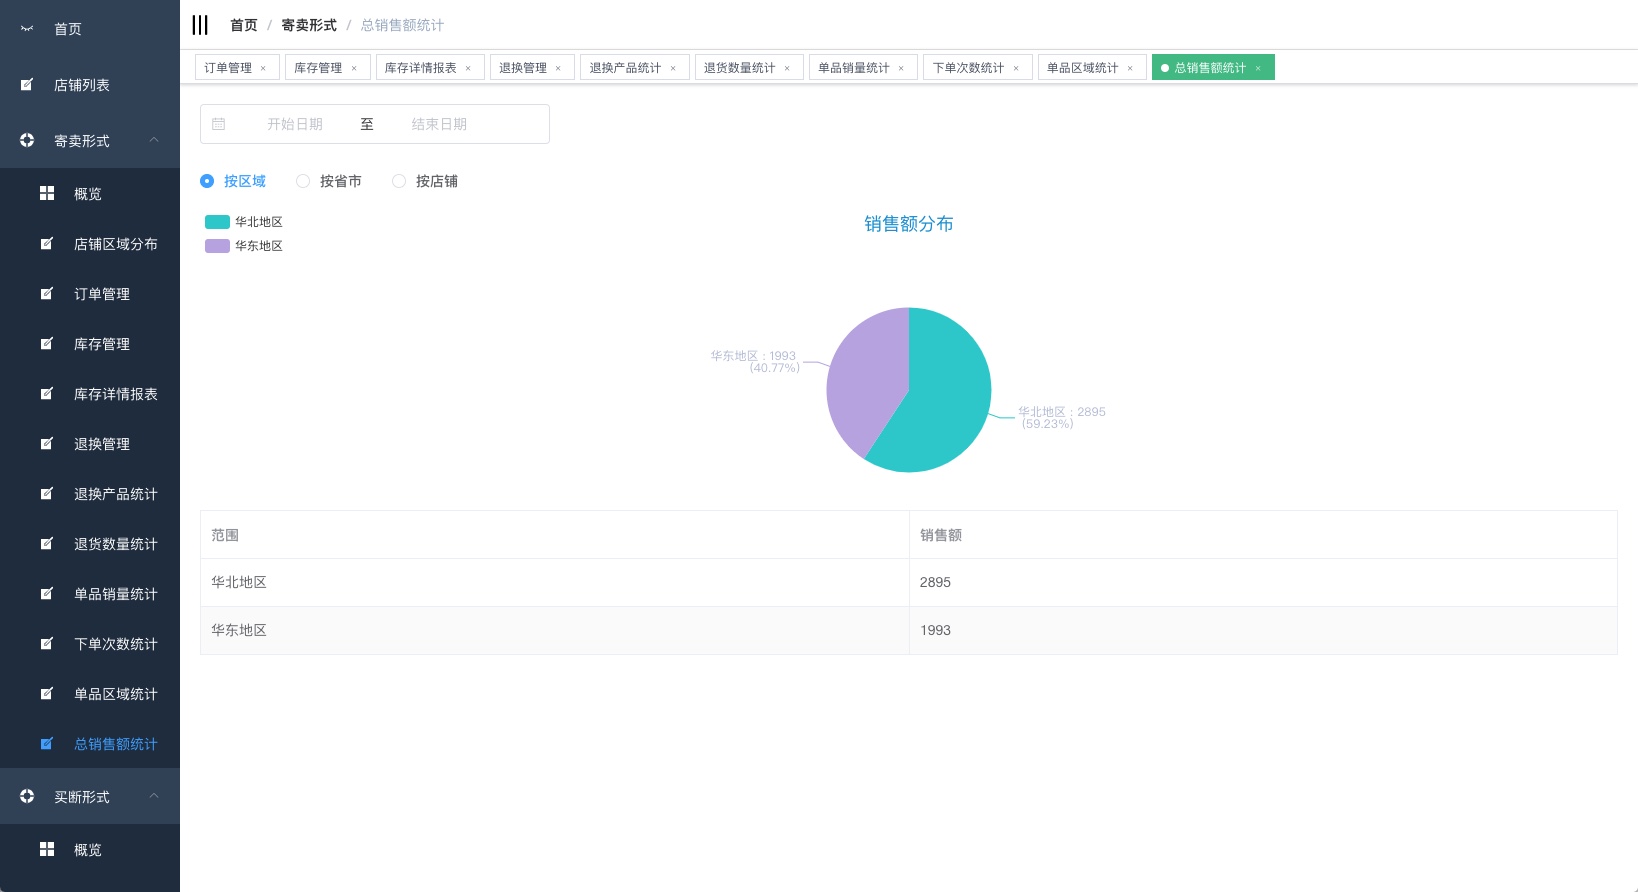 首页
店铺列表
寄卖形式
概览
店铺区域分布
订单管理
库存管理
库存详情报表
退换管理
退换产品统计
退货数量统计
单品销量统计
下单次数统计
单品区域统计
总销售额统计
买断形式
概览
首页 / 寄卖形式 / 总销售额统计
订单管理 × 库存管理 × 库存详情报表 × 退换管理 × 退换产品统计 × 退货数量统计 × 单品销量统计 × 下单次数统计 × 单品区域统计 × 总销售额统计 ×
开始日期 至 结束日期
按区域 按省市 按店铺
华北地区
华东地区
销售额分布
华东地区 : 1993
(40.77%)
华北地区 : 2895
(59.23%)
范围 销售额
华北地区 2895
华东地区 1993